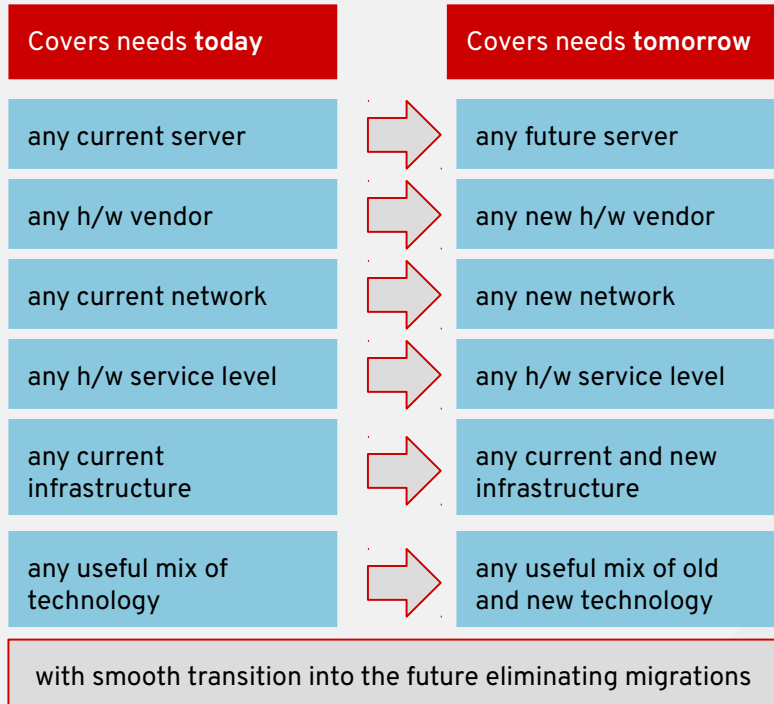 Covers needs today
Covers needs tomorrow
any current server
any future server
any h/w vendor
any new h/w vendor
any current network
any new network
any h/w service level
any h/w service level
any current
infrastructure
any current and new
infrastructure
any useful mix of
technology
any useful mix of old
and new technology
with smooth transition into the future eliminating migrations